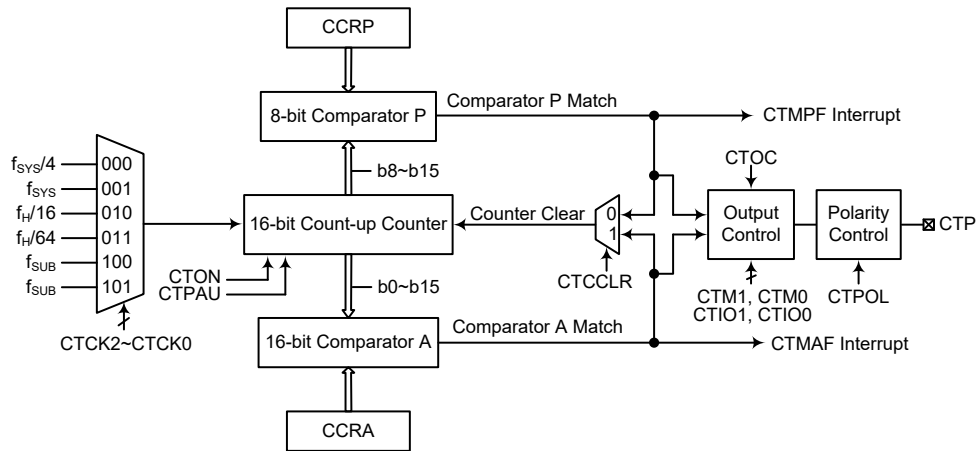 CCRP
8-bit Comparator P
Comparator P Match
CTMPF Interrupt
b8~b15
fSYS/4
000
fSYS
001
fH/16
010
fH/64
011
fSUB
100
fSUB
101
CTCK2~CTCK0
16-bit Count-up Counter
CTON
CTPAU
Counter Clear
0
1
CTCCLR
CTOC
Output
Control
CTM1, CTM0
CTIO1, CTIO0
Polarity
Control
CTPOL
CTP
b0~b15
16-bit Comparator A
Comparator A Match
CTMAF Interrupt
CCRA